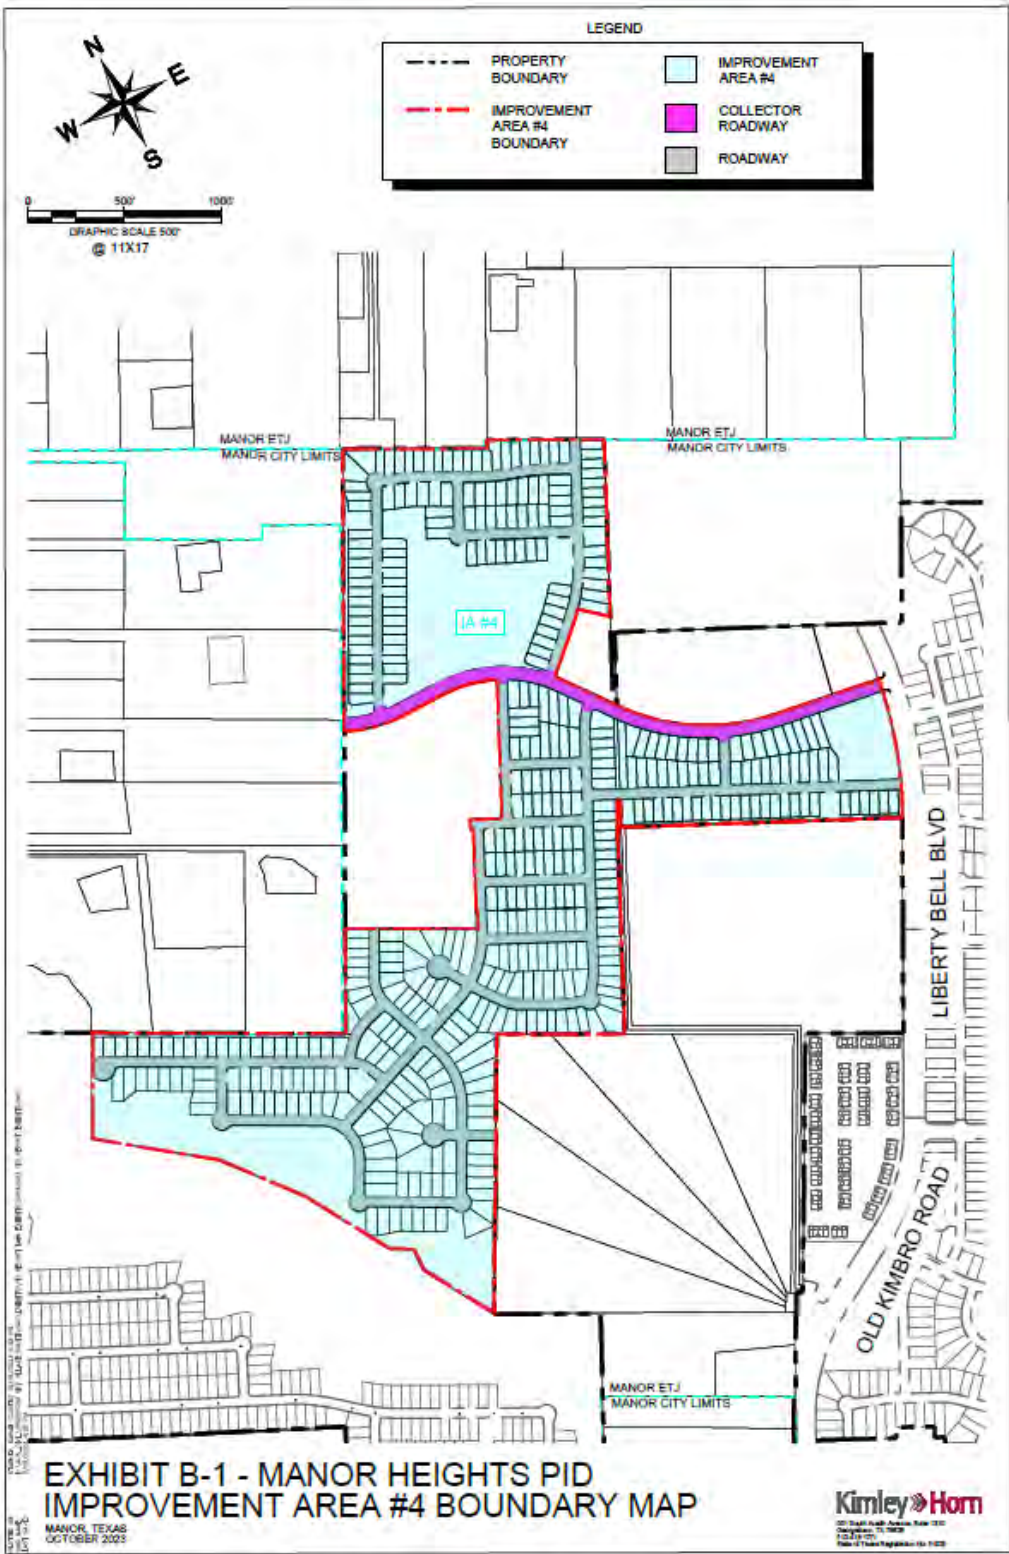 LEGEND
PROPERTY
BOUNDARY
IMPROVEMENT
AREA #4
BOUNDARY
IMPROVEMENT
AREA #4
COLLECTOR
ROADWAY
ROADWAY
N
E
W
S
0 500' 1000'
GRAPHIC SCALE 500'
@ 11X17
MANOR ETJ
MANOR CITY LIMITS
MANOR ETJ
MANOR CITY LIMITS
IA #4
LIBERTY BELL BLVD
OLD KIMBRO ROAD
MANOR ETJ
MANOR CITY LIMITS
EXHIBIT B-1 - MANOR HEIGHTS PID
IMPROVEMENT AREA #4 BOUNDARY MAP
MANOR, TEXAS
OCTOBER 2023
Kimley»Horn